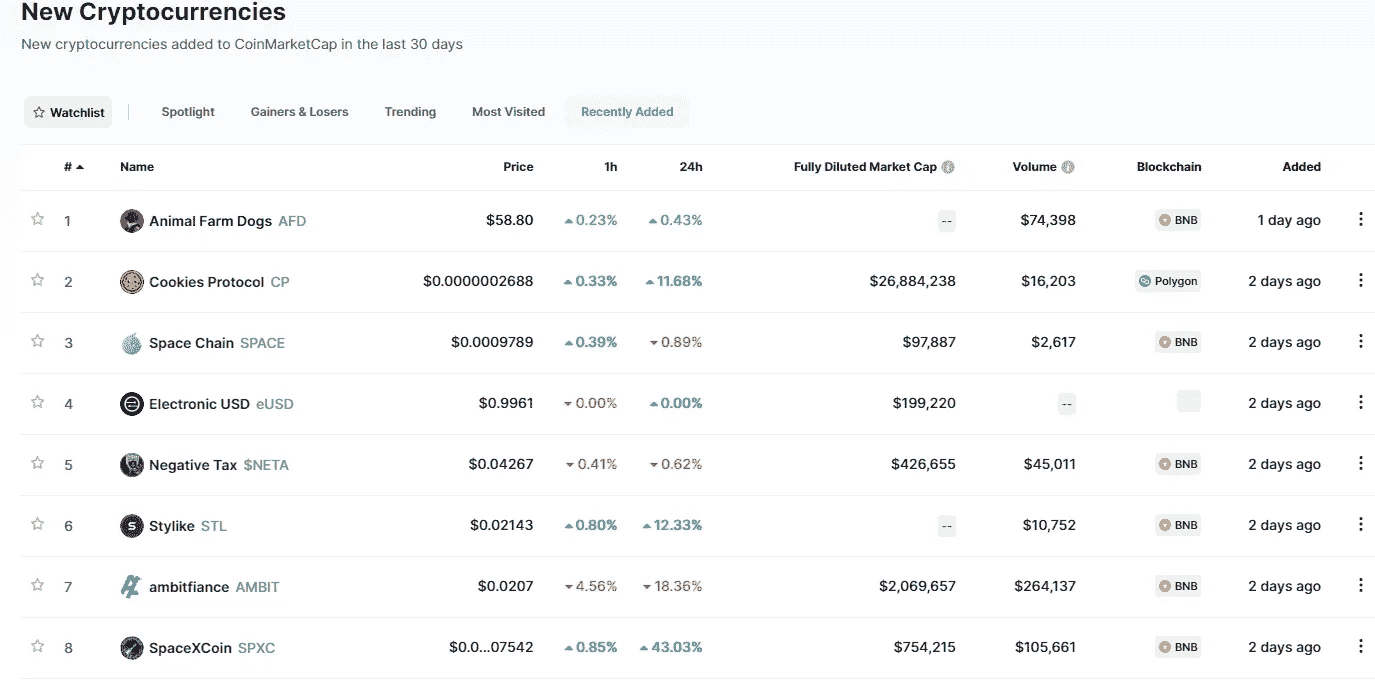 New Cryptocurrencies
New cryptocurrencies added to CoinMarketCap in the last 30 days
Watchlist Spotlight Gainers & Losers Trending Most Visited Recently Added
# Name Price 1h 24h Fully Diluted Market Cap Volume Blockchain Added
1 Animal Farm Dogs AFD $58.80 0.23% 0.43% -- $74,398 BNB 1 day ago
2 Cookies Protocol CP $0.0000002688 0.33% 11.68% $26,884,238 $16,203 Polygon 2 days ago
3 Space Chain SPACE $0.0009789 0.39% 0.89% $97,887 $2,617 BNB 2 days ago
4 Electronic USD eUSD $0.9961 0.00% 0.00% $199,220 -- 2 days ago
5 Negative Tax $NETA $0.04267 0.41% 0.62% $426,655 $45,011 BNB 2 days ago
6 Stylike STL $0.02143 0.80% 12.33% -- $10,752 BNB 2 days ago
7 ambitfiance AMBIT $0.0207 4.56% 18.36% $2,069,657 $264,137 BNB 2 days ago
8 SpaceXCoin SPXC $0.0...07542 0.85% 43.03% $754,215 $105,661 BNB 2 days ago